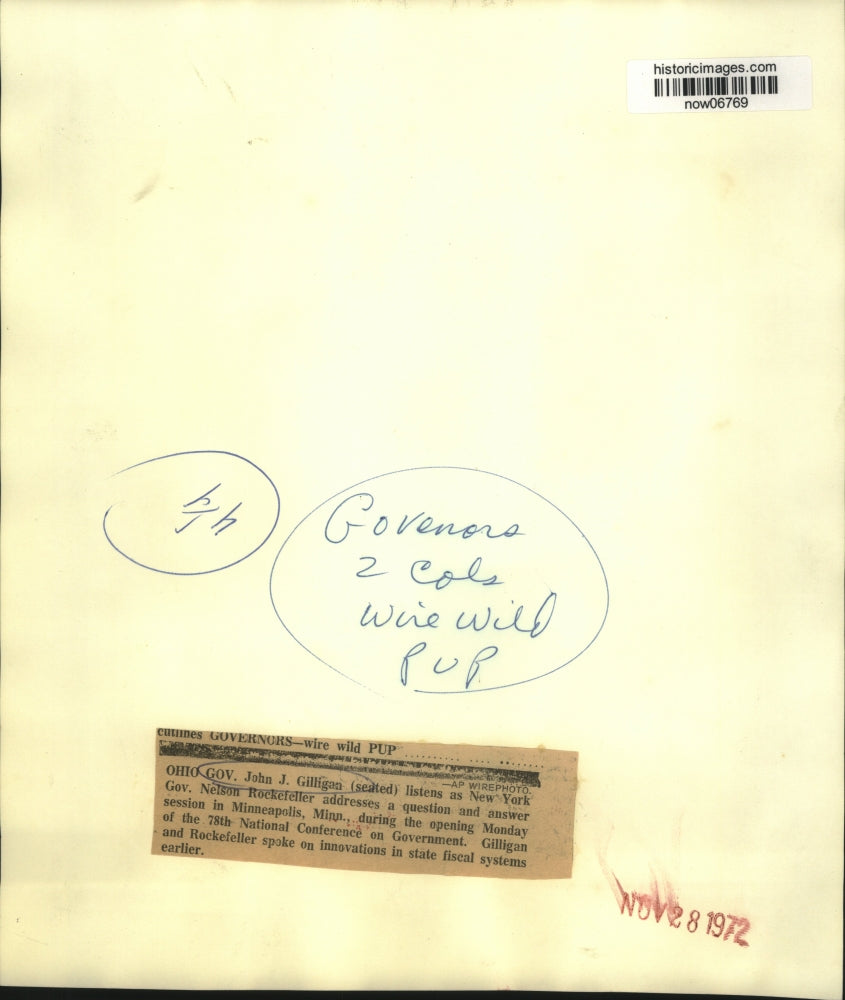 historicimages.com
now06769
Govenors
2 Cols
Wire Wild
PUP
cutlines GOVERNORS—wire wild PUP
—AP WIREPHOTO.
OHIO GOV. John J. Gilligan (seated) listens as New York
Gov. Nelson Rockefeller addresses a question and answer
session in Minneapolis, Minn., during the opening Monday
of the 78th National Conference on Government. Gilligan
and Rockefeller spoke on innovations in state fiscal systems
earlier.
NOV 28 1972